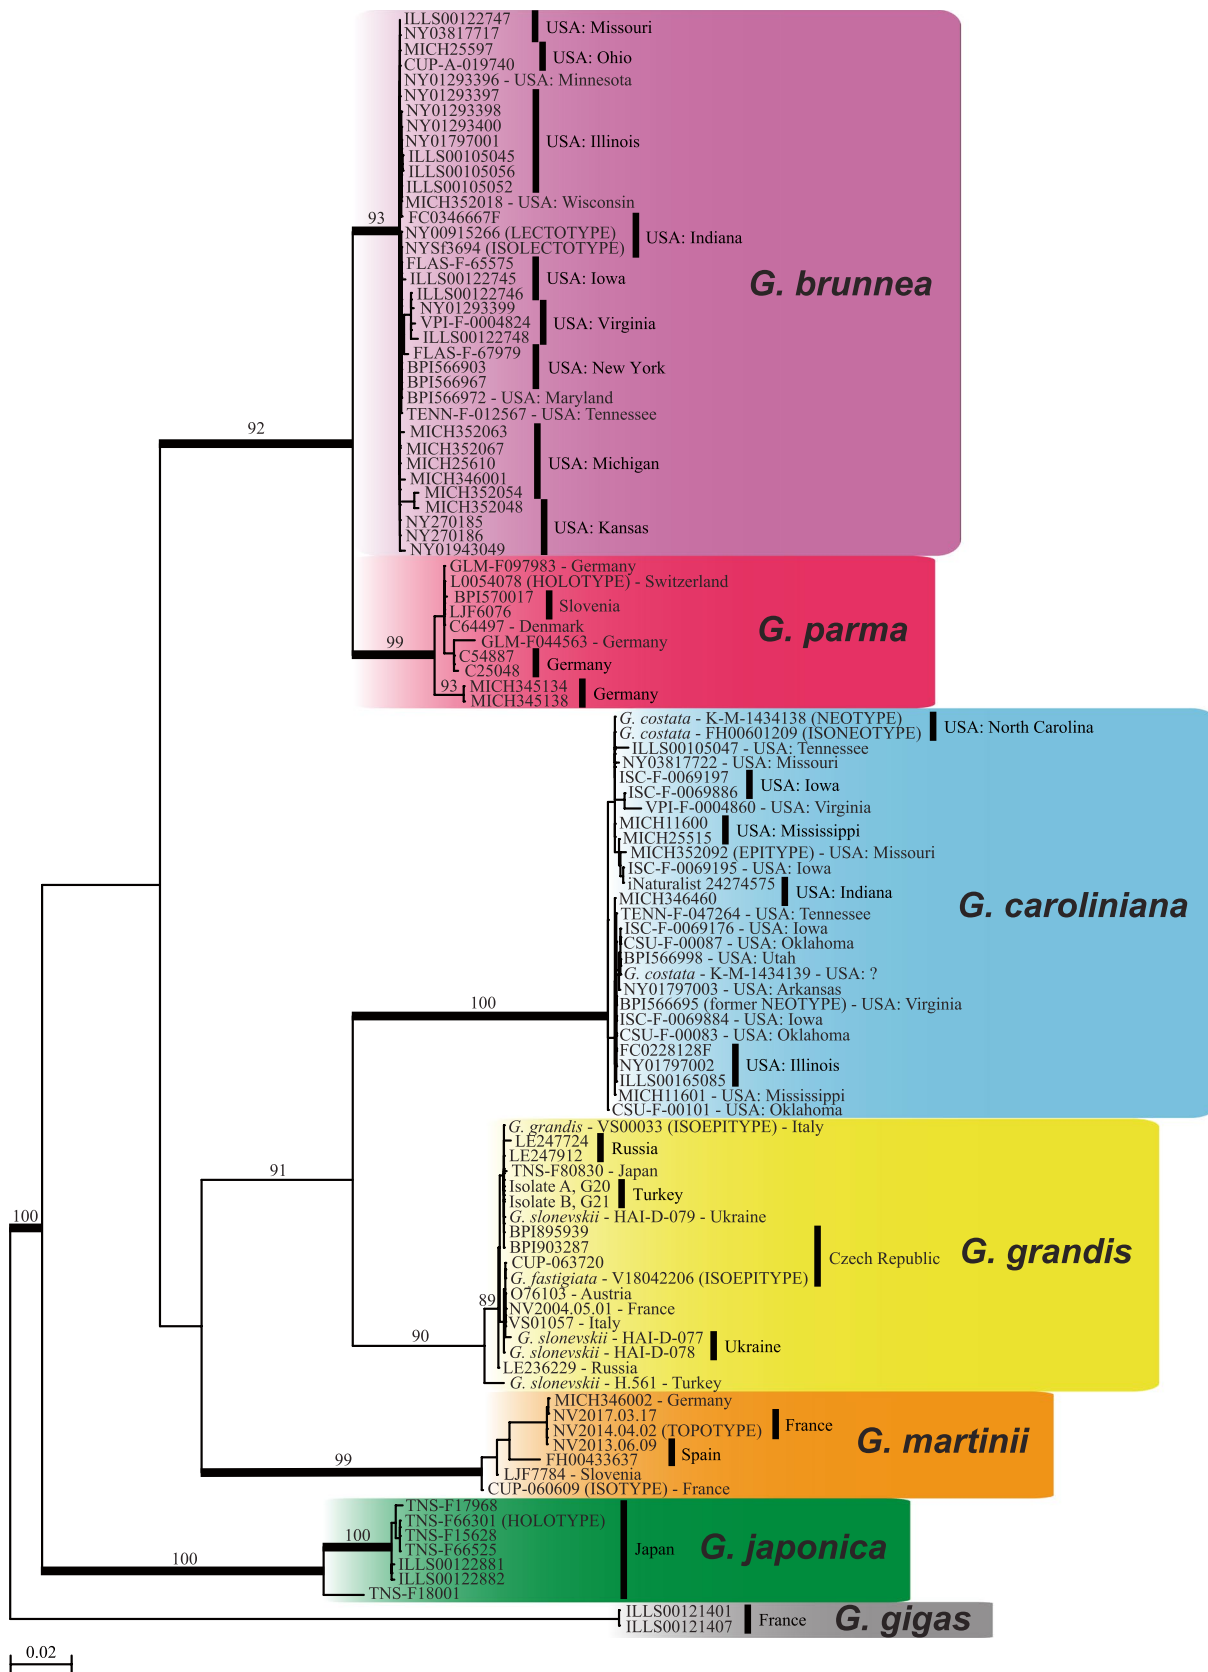 ILLS00122747
NY03817717
USA: Missouri
MICH25597
CUP-A-019740
USA: Ohio
NY01293396 - USA: Minnesota
NY01293397
NY01293398
NY01293400
NY01797001
ILLS00105045
ILLS00105056
ILLS00105052
USA: Illinois
MICH352018 - USA: Wisconsin
93
FC0346667F
NY00915266 (LECTOTYPE)
NYSf3694 (ISOLECTOTYPE)
USA: Indiana
FLAS-F-65575
ILLS00122745
ILLS00122746
USA: Iowa
G. brunnea
NY01293399
VPI-F-0004824
ILLS00122748
USA: Virginia
FLAS-F-67979
BPI566903
BPI566967
USA: New York
BPI566972 - USA: Maryland
TENN-F-012567 - USA: Tennessee
92
MICH352063
MICH352067
MICH25610
MICH346001
MICH352054
USA: Michigan
MICH352048
NY270185
NY270186
NY01943049
USA: Kansas
GLM-F097983 - Germany
L0054078 (HOLOTYPE) - Switzerland
BPI570017
LJF6076
Slovenia
C64497 - Denmark
G. parma
99
GLM-F044563 - Germany
C54887
C25048
Germany
93
MICH345134
MICH345138
Germany
G. costata - K-M-1434138 (NEOTYPE)
G. costata - FH00601209 (ISONEOTYPE)
USA: North Carolina
ILLS00105047 - USA: Tennessee
NY03817722 - USA: Missouri
ISC-F-0069197
ISC-F-0069886
USA: Iowa
VPI-F-0004860 - USA: Virginia
MICH11600
MICH25515
USA: Mississippi
MICH352092 (EPITYPE) - USA: Missouri
ISC-F-0069195 - USA: Iowa
iNaturalist 24274575
MICH346460
USA: Indiana
G. caroliniana
TENN-F-047264 - USA: Tennessee
ISC-F-0069176 - USA: Iowa
CSU-F-00087 - USA: Oklahoma
BPI566998 - USA: Utah
G. costata - K-M-1434139 - USA: ?
NY01797003 - USA: Arkansas
100
BPI566695 (former NEOTYPE) - USA: Virginia
ISC-F-0069884 - USA: Iowa
CSU-F-00083 - USA: Oklahoma
FC0228128F
NY01797002
ILLS00165085
USA: Illinois
MICH11601 - USA: Mississippi
CSU-F-00101 - USA: Oklahoma
G. grandis - VS00033 (ISOEPITYPE) - Italy
LE247724
LE247912
Russia
91
TNS-F80830 - Japan
Isolate A, G20
Isolate B, G21
Turkey
G. slonevskii - HAI-D-079 - Ukraine
BPI895939
BPI903287
CUP-063720
G. fastigiata - V18042206 (ISOEPITYPE)
Czech Republic
G. grandis
89
O76103 - Austria
NV2004.05.01 - France
VS01057 - Italy
90
G. slonevskii - HAI-D-077
G. slonevskii - HAI-D-078
Ukraine
LE236229 - Russia
G. slonevskii - H.561 - Turkey
MICH346002 - Germany
NV2017.03.17
NV2014.04.02 (TOPOTYPE)
France
NV2013.06.09
FH00433637
Spain
G. martinii
99
LJF7784 - Slovenia
CUP-060609 (ISOTYPE) - France
100
TNS-F17968
TNS-F66301 (HOLOTYPE)
TNS-F15628
TNS-F66525
ILLS00122881
ILLS00122882
TNS-F18001
100
100
Japan
G. japonica
ILLS00121401
ILLS00121407
France
G. gigas
0.02